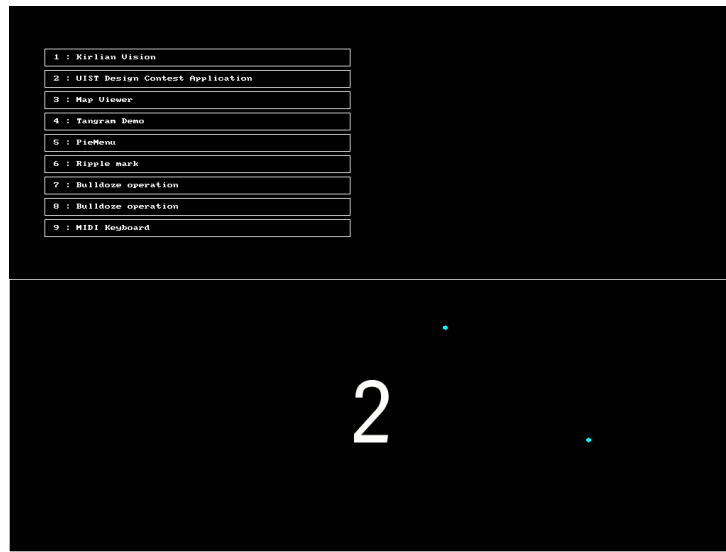 1 : Kirlian Vision
2 : UIST Design Contest Application
3 : Map Viewer
4 : Tangram Demo
5 : PieMenu
6 : Ripple mark
7 : Bulldoze operation
8 : Bulldoze operation
9 : MIDI Keyboard
2